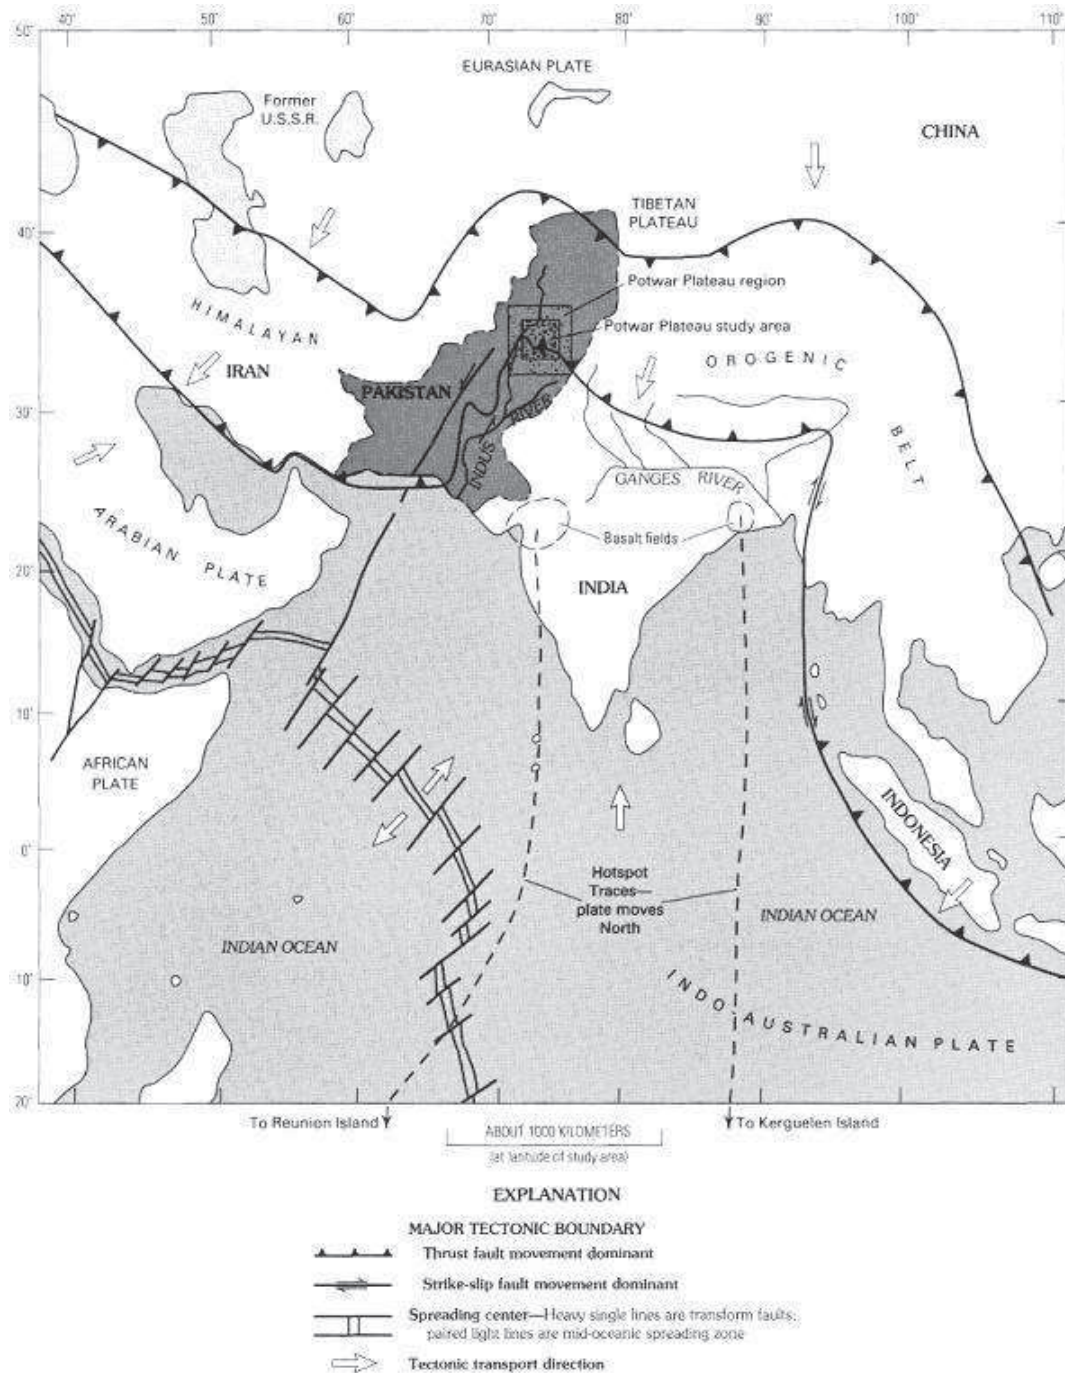 40°
50°
60°
70°
80°
90°
100°
110°
50°
EURASIAN PLATE
Former
U.S.S.R.
CHINA
TIBETAN
PLATEAU
40°
Potwar Plateau region
HIMALAYAN
Potwar Plateau study area
IRAN
OROGENIC
PAKISTAN
30°
INDUS RIVER
BELT
GANGES RIVER
ARABIAN PLATE
Basalt fields
20°
INDIA
10°
AFRICAN
PLATE
INDONESIA
0°
Hotspot
Traces—
plate moves
North
INDIAN OCEAN
INDIAN OCEAN
10°
INDO-AUSTRALIAN PLATE
20°
To Reunion Island
To Kerguelen Island
ABOUT 1000 KILOMETERS
(at latitude of study area)
EXPLANATION
MAJOR TECTONIC BOUNDARY
Thrust fault movement dominant
Strike-slip fault movement dominant
Spreading center—Heavy single lines are transform faults;
paired light lines are mid-oceanic spreading zone
Tectonic transport direction